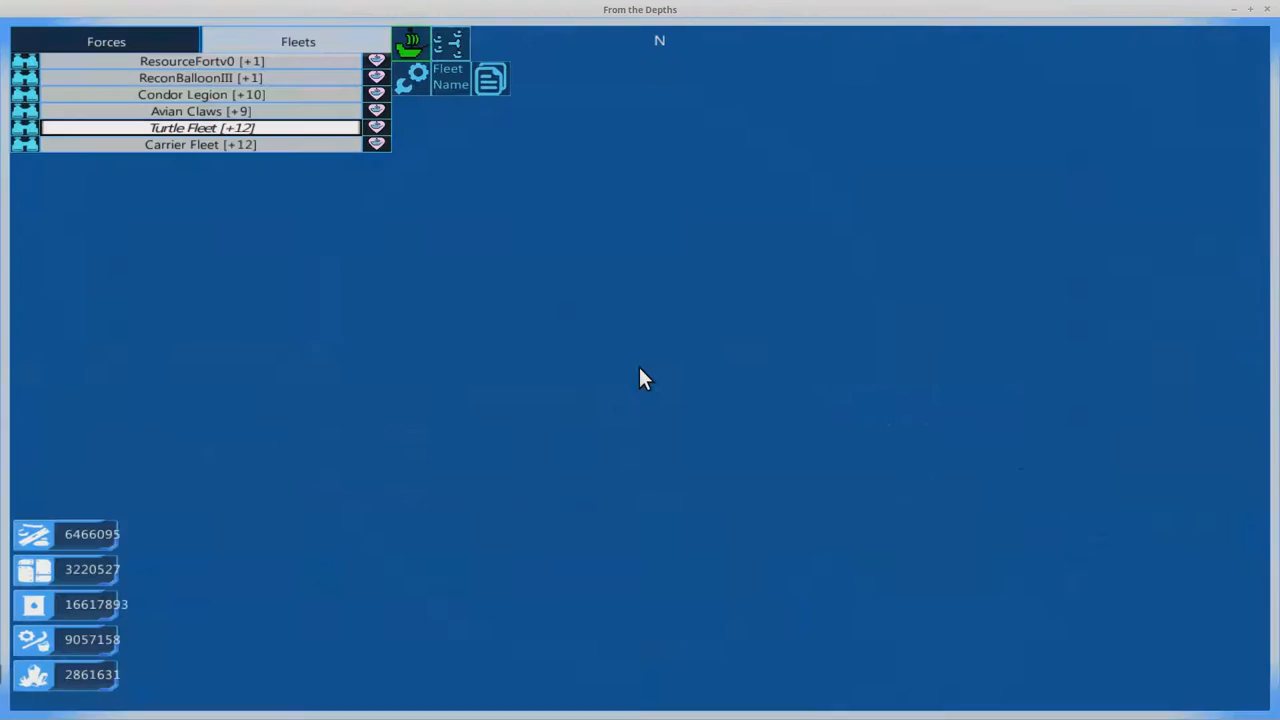 From the Depths
Forces
Fleets
N
ResourceFortv0 [+1]
ReconBalloonIII [+1]
Condor Legion [+10]
Avian Claws [+9]
Turtle Fleet [+12]
Carrier Fleet [+12]
Fleet
Name
6466095
3220527
16617893
9057158
2861631